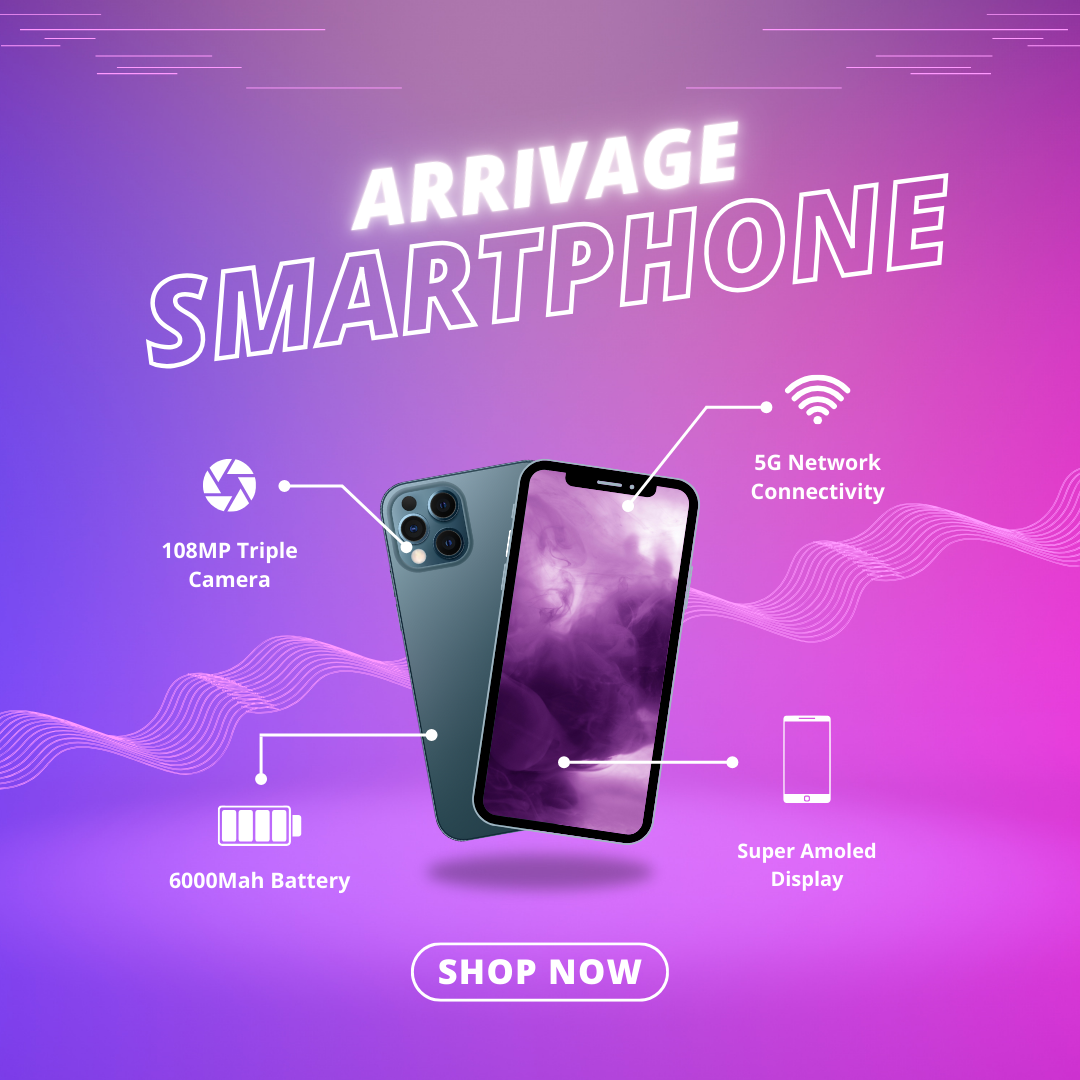 ARRIVAGE
SMARTPHONE
5G Network
Connectivity
108MP Triple
Camera
6000Mah Battery
Super Amoled
Display
SHOP NOW